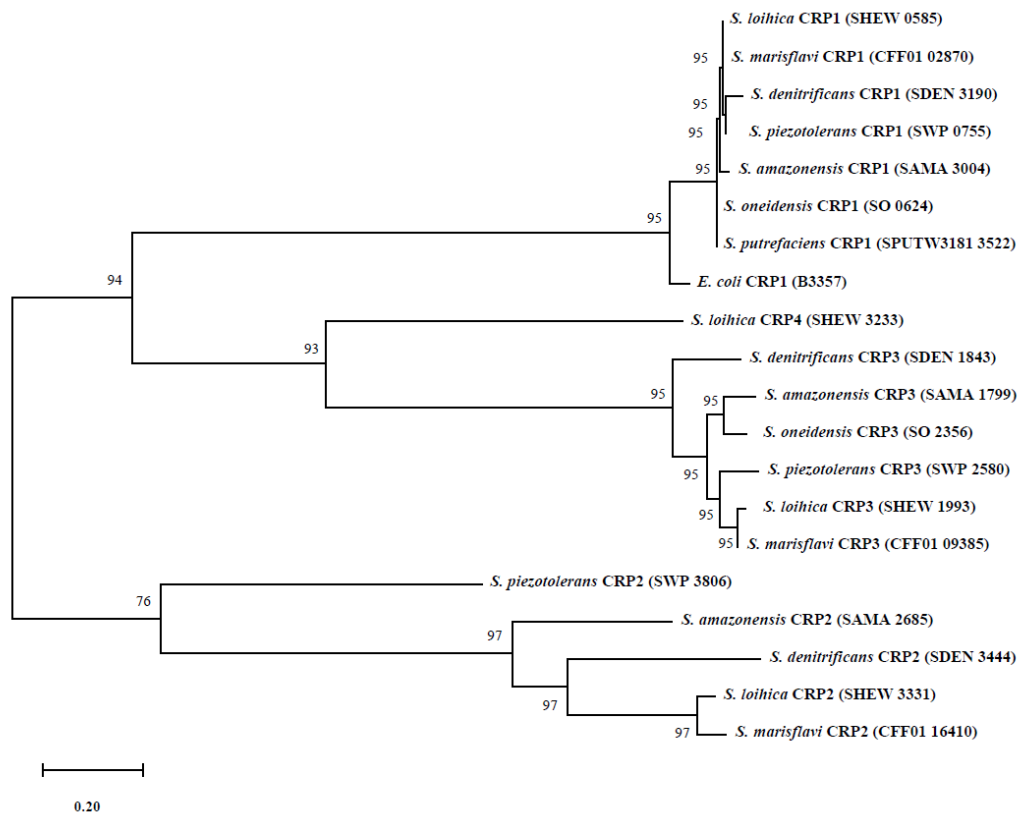 S. loihica CRP1 (SHEW 0585)
95
S. marisflavi CRP1 (CFF01 02870)
S. denitrificans CRP1 (SDEN 3190)
95
95
S. piezotolerans CRP1 (SWP 0755)
95
S. amazonensis CRP1 (SAMA 3004)
S. oneidensis CRP1 (SO 0624)
95
S. putrefaciens CRP1 (SPUTW3181 3522)
94
E. coli CRP1 (B3357)
S. loihica CRP4 (SHEW 3233)
93
S. denitrificans CRP3 (SDEN 1843)
95
95
S. amazonensis CRP3 (SAMA 1799)
S. oneidensis CRP3 (SO 2356)
95
S. piezotolerans CRP3 (SWP 2580)
S. loihica CRP3 (SHEW 1993)
95
95
S. marisflavi CRP3 (CFF01 09385)
S. piezotolerans CRP2 (SWP 3806)
76
S. amazonensis CRP2 (SAMA 2685)
97
S. denitrificans CRP2 (SDEN 3444)
S. loihica CRP2 (SHEW 3331)
97
97
S. marisflavi CRP2 (CFF01 16410)
0.20